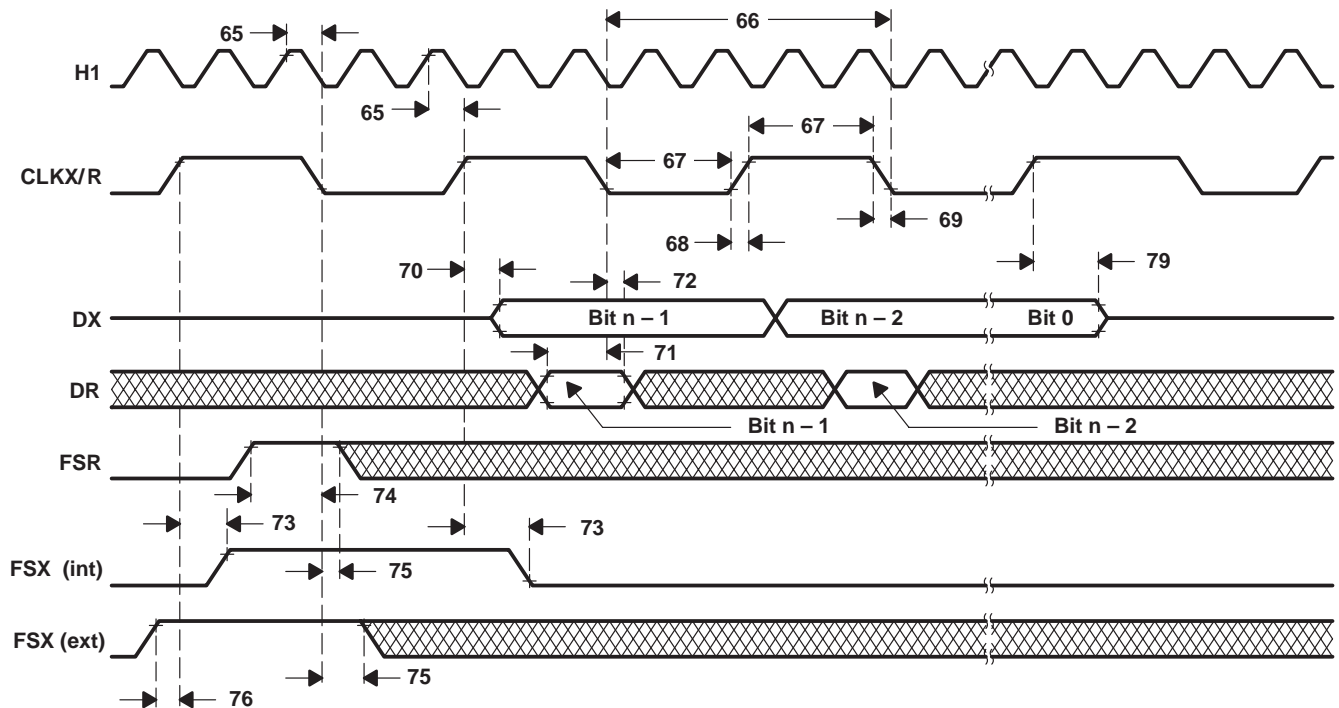 66
65
H1
65
67
67
CLKX/R
69
68
70
72
79
DX
Bit n – 1
Bit n – 2
Bit 0
71
DR
Bit n – 1
Bit n – 2
FSR
74
73
73
FSX (int)
75
FSX (ext)
75
76